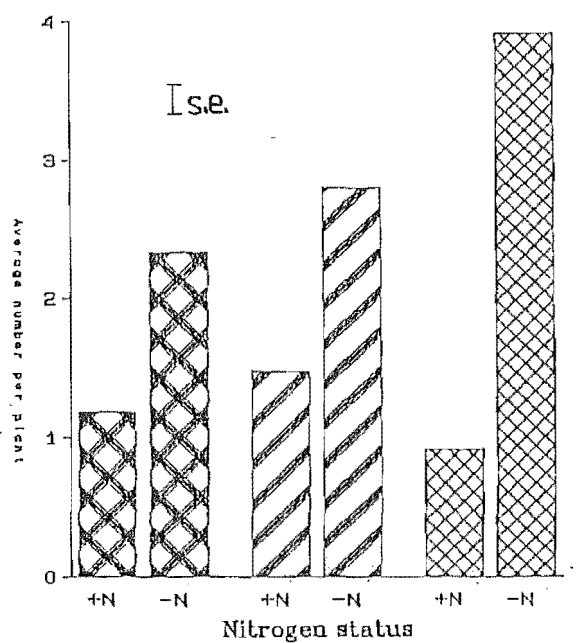 4
I s.e.
3
2
1
0
Average number per plant
+N -N +N -N +N -N
Nitrogen status